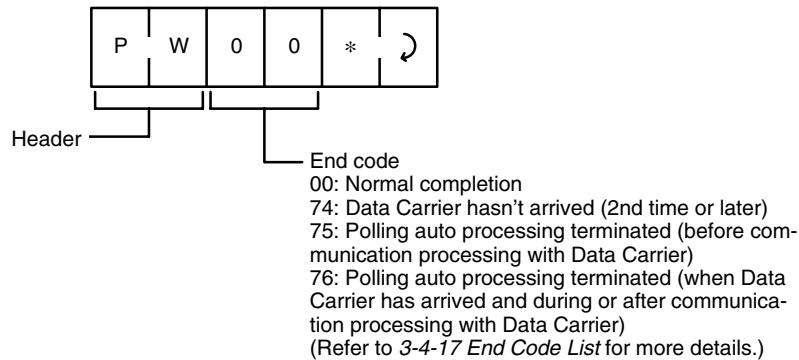 P W 0 0 * ⤸
Header
End code
00: Normal completion
74: Data Carrier hasn't arrived (2nd time or later)
75: Polling auto processing terminated (before com-
munication processing with Data Carrier)
76: Polling auto processing terminated (when Data
Carrier has arrived and during or after communica-
tion processing with Data Carrier)
(Refer to 3-4-17 End Code List for more details.)